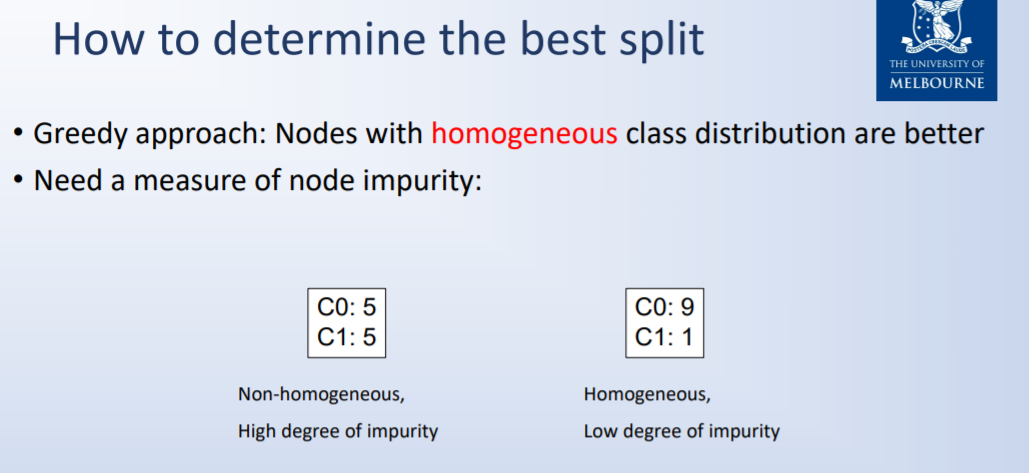 How to determine the best split
THE UNIVERSITY OF
MELBOURNE
• Greedy approach: Nodes with homogeneous class distribution are better
• Need a measure of node impurity:
C0: 5
C1: 5
C0: 9
C1: 1
Non-homogeneous,
High degree of impurity
Homogeneous,
Low degree of impurity